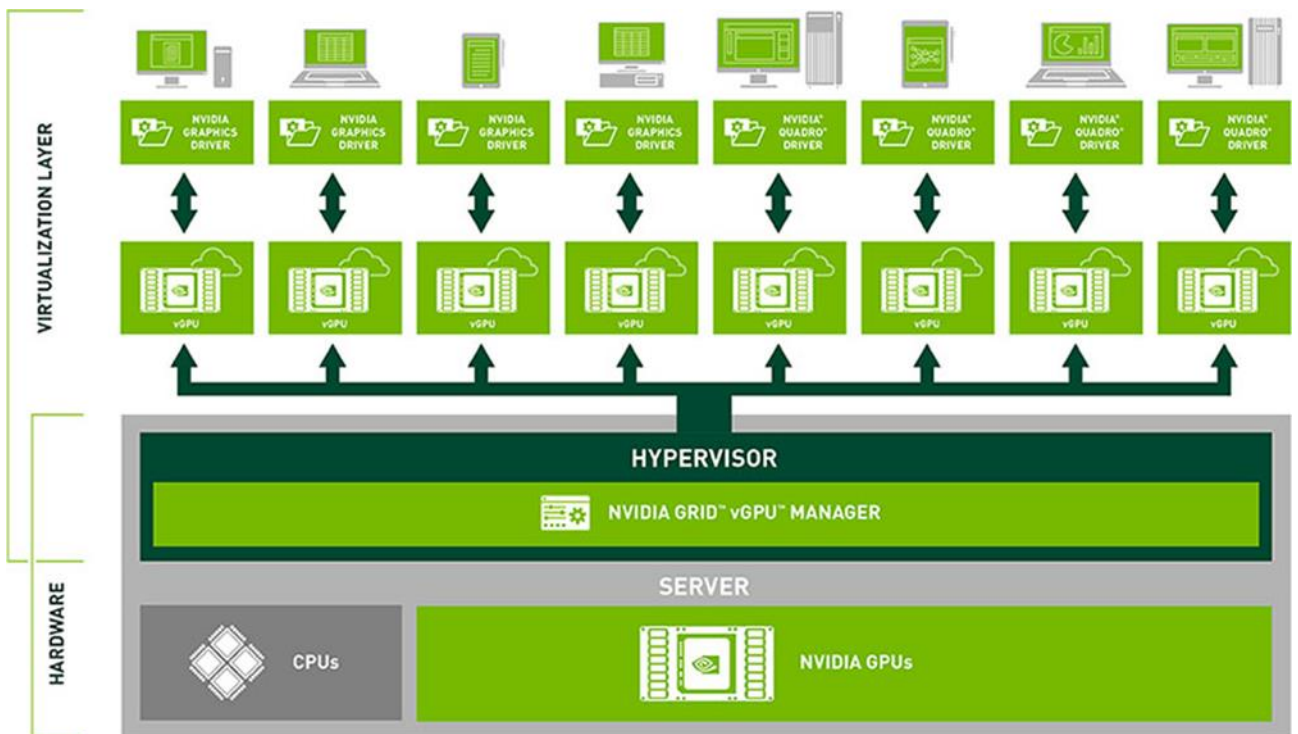 VIRTUALIZATION LAYER
NVIDIA
GRAPHICS
DRIVER
NVIDIA
GRAPHICS
DRIVER
NVIDIA
GRAPHICS
DRIVER
NVIDIA
GRAPHICS
DRIVER
NVIDIA®
QUADRO®
DRIVER
NVIDIA®
QUADRO®
DRIVER
NVIDIA®
QUADRO®
DRIVER
NVIDIA®
QUADRO®
DRIVER
vGPU
vGPU
vGPU
vGPU
vGPU
vGPU
vGPU
vGPU
HYPERVISOR
NVIDIA GRID™ vGPU™ MANAGER
HARDWARE
SERVER
CPUs
NVIDIA GPUs